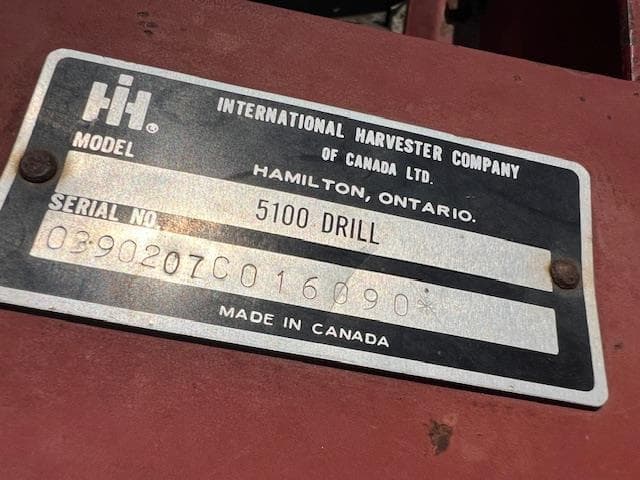 IH®
INTERNATIONAL HARVESTER COMPANY
OF CANADA LTD.
HAMILTON, ONTARIO.
MODEL
5100 DRILL
SERIAL NO.
0390207C016090*
MADE IN CANADA